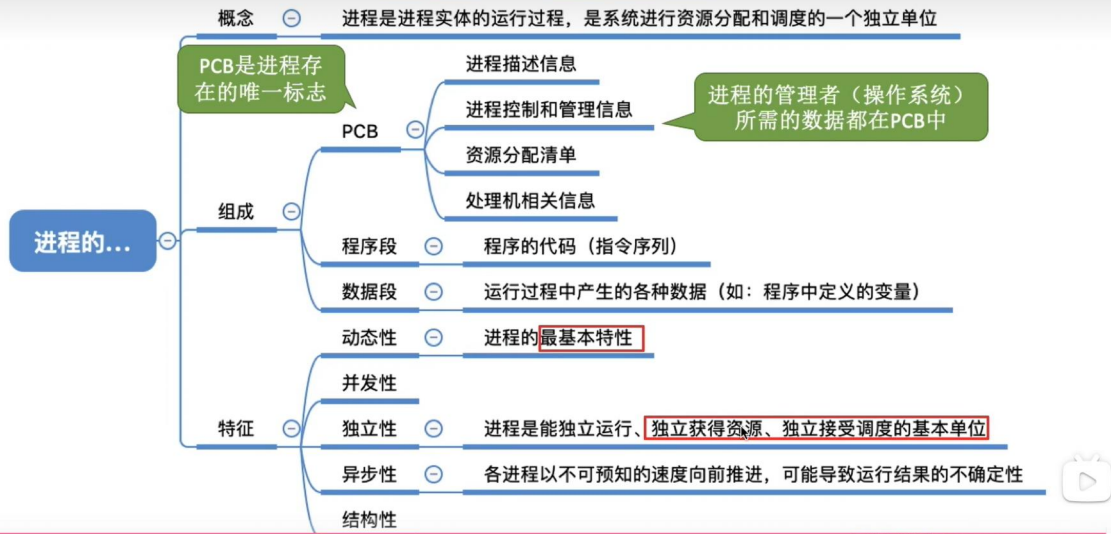 概念
进程是进程实体的运行过程，是系统进行资源分配和调度的一个独立单位
PCB是进程存
在的唯一标志
进程描述信息
进程控制和管理信息
进程的管理者（操作系统）
所需的数据都在PCB中
PCB
资源分配清单
处理机相关信息
组成
进程的...
程序段
程序的代码（指令序列）
数据段
运行过程中产生的各种数据（如：程序中定义的变量）
动态性
进程的最基本特性
并发性
特征
独立性
进程是能独立运行、独立获得资源、独立接受调度的基本单位
异步性
各进程以不可预知的速度向前推进，可能导致运行结果的不确定性
结构性